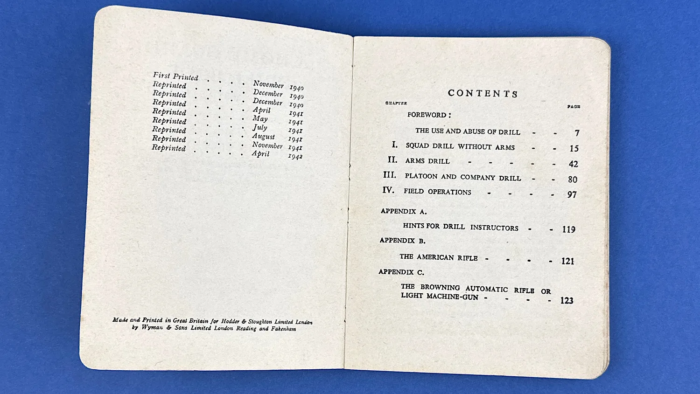 First Printed . . . . November 1940
Reprinted . . . . December 1940
Reprinted . . . . December 1940
Reprinted . . . . April 1941
Reprinted . . . . May 1941
Reprinted . . . . July 1941
Reprinted . . . . August 1941
Reprinted . . . . November 1941
Reprinted . . . . April 1942
Made and Printed in Great Britain for Hodder & Stoughton Limited London
by Wyman & Sons Limited London Reading and Fakenham
CONTENTS
CHAPTER PAGE
FOREWORD:
THE USE AND ABUSE OF DRILL - - 7
I. SQUAD DRILL WITHOUT ARMS - - 15
II. ARMS DRILL - - - - - 42
III. PLATOON AND COMPANY DRILL - - 80
IV. FIELD OPERATIONS - - - - 97
APPENDIX A.
HINTS FOR DRILL INSTRUCTORS - - 119
APPENDIX B.
THE AMERICAN RIFLE - - - - 121
APPENDIX C.
THE BROWNING AUTOMATIC RIFLE OR
LIGHT MACHINE-GUN - - - - 123